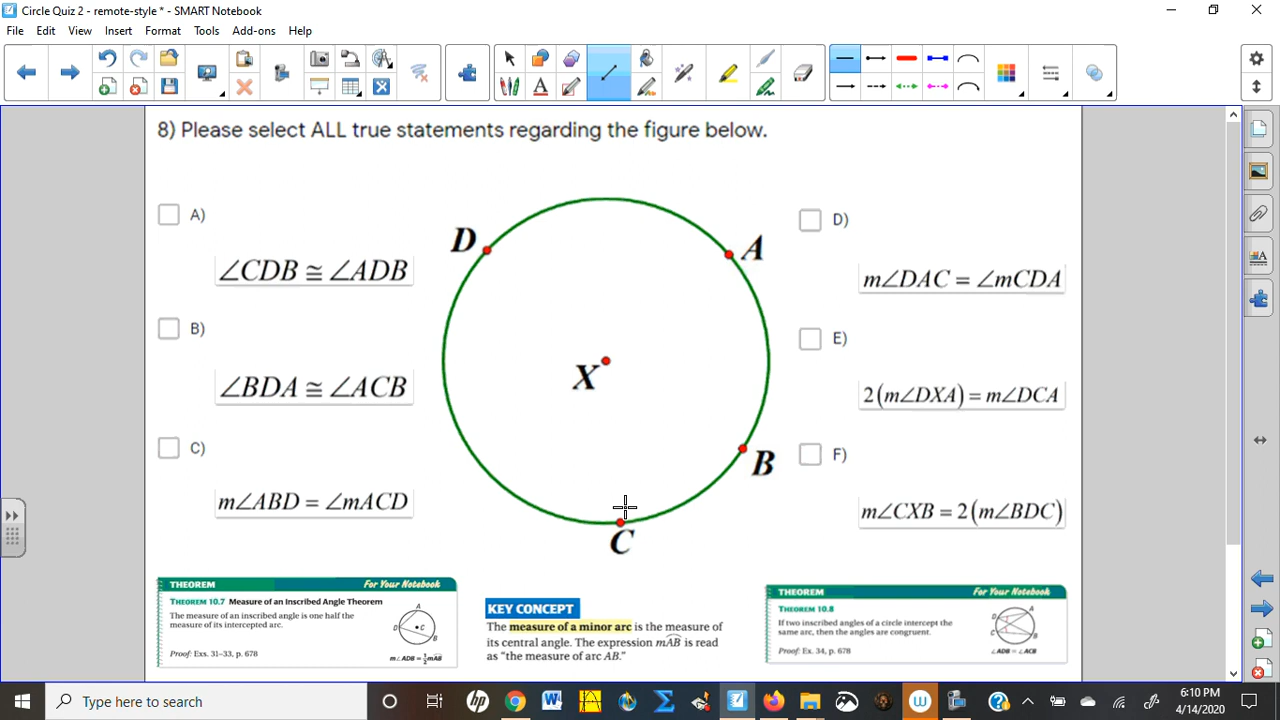 Circle Quiz 2 - remote-style * - SMART Notebook
File Edit View Insert Format Tools Add-ons Help
8) Please select ALL true statements regarding the figure below.
A)
∠CDB ≅ ∠ADB
B)
∠BDA ≅ ∠ACB
C)
m∠ABD = ∠mACD
D
A
X
B
C
D)
m∠DAC = ∠mCDA
E)
2(m∠DXA) = m∠DCA
F)
m∠CXB = 2(m∠BDC)
THEOREM For Your Notebook
THEOREM 10.7 Measure of an Inscribed Angle Theorem
The measure of an inscribed angle is one half the
measure of its intercepted arc.
A
D
C
B
Proof: Exs. 31–33, p. 678
m∠ADB = ½mAB
KEY CONCEPT
The measure of a minor arc is the measure of
its central angle. The expression mAB is read
as “the measure of arc AB.”
THEOREM For Your Notebook
THEOREM 10.8
If two inscribed angles of a circle intercept the
same arc, then the angles are congruent.
D
A
C
B
Proof: Ex. 34, p. 678
∠ADB ≅ ∠ACB
Type here to search
6:10 PM
4/14/2020